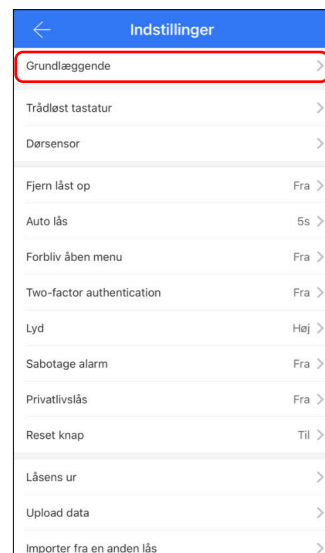 Indstillinger
Grundlæggende
Trådløst tastatur
Dørsensor
Fjern låst op Fra
Auto lås 5s
Forbliv åben menu Fra
Two-factor authentication Fra
Lyd Høj
Sabotage alarm Fra
Privatlivslås Fra
Reset knap Til
Låsens ur
Upload data
Importer fra en anden lås